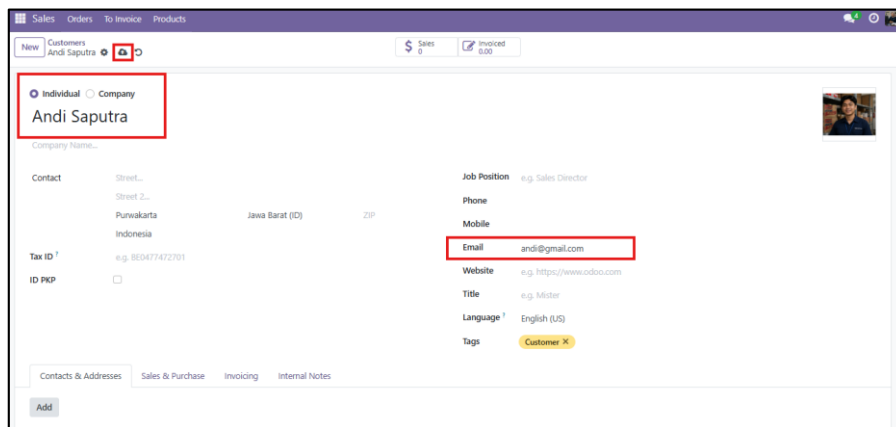 Sales Orders To Invoice Products
4
New Customers
Andi Saputra
$ Sales 0
Invoiced 0.00
Individual Company
Andi Saputra
Company Name...
Contact Street...
Street 2...
Purwakarta Jawa Barat (ID) ZIP
Indonesia
Tax ID ? e.g. BE0477472701
ID PKP
Job Position e.g. Sales Director
Phone
Mobile
Email andi@gmail.com
Website e.g. https://www.odoo.com
Title e.g. Mister
Language ? English (US)
Tags Customer ×
Contacts & Addresses Sales & Purchase Invoicing Internal Notes
Add